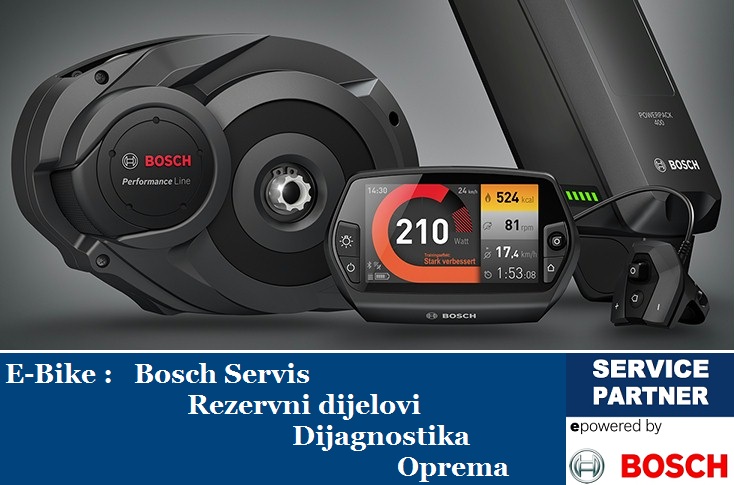 POWERPACK
400
BOSCH
BOSCH
Performance Line
14:30
24 km/h
524 kcal
210
Watt
81 rpm
Trainingseffekt
Stark verbessert
17,4 km/h
1:53:08
BOSCH
+
-
E-Bike : Bosch Servis
Rezervni dijelovi
Dijagnostika
Oprema
SERVICE
PARTNER
epowered by
BOSCH